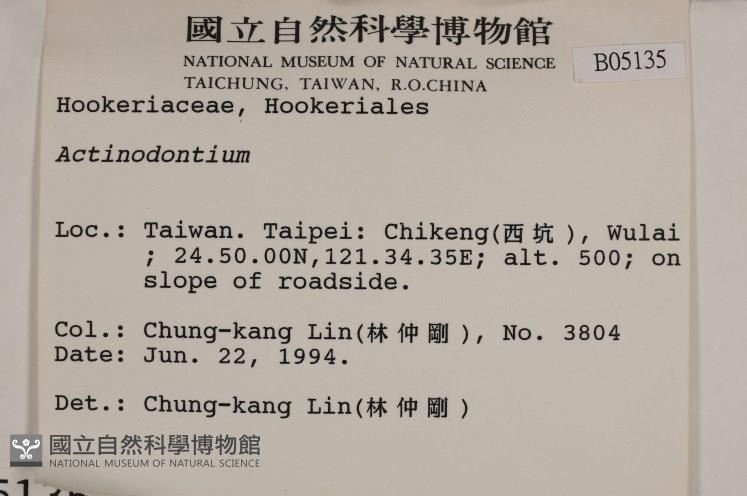 國立自然科學博物館
NATIONAL MUSEUM OF NATURAL SCIENCE
TAICHUNG, TAIWAN, R.O.CHINA
B05135
Hookeriaceae, Hookeriales
Actinodontium
Loc.: Taiwan. Taipei: Chikeng(西坑), Wulai
; 24.50.00N,121.34.35E; alt. 500; on
slope of roadside.
Col.: Chung-kang Lin(林仲剛), No. 3804
Date: Jun. 22, 1994.
Det.: Chung-kang Lin(林仲剛)
國立自然科學博物館
NATIONAL MUSEUM OF NATURAL SCIENCE